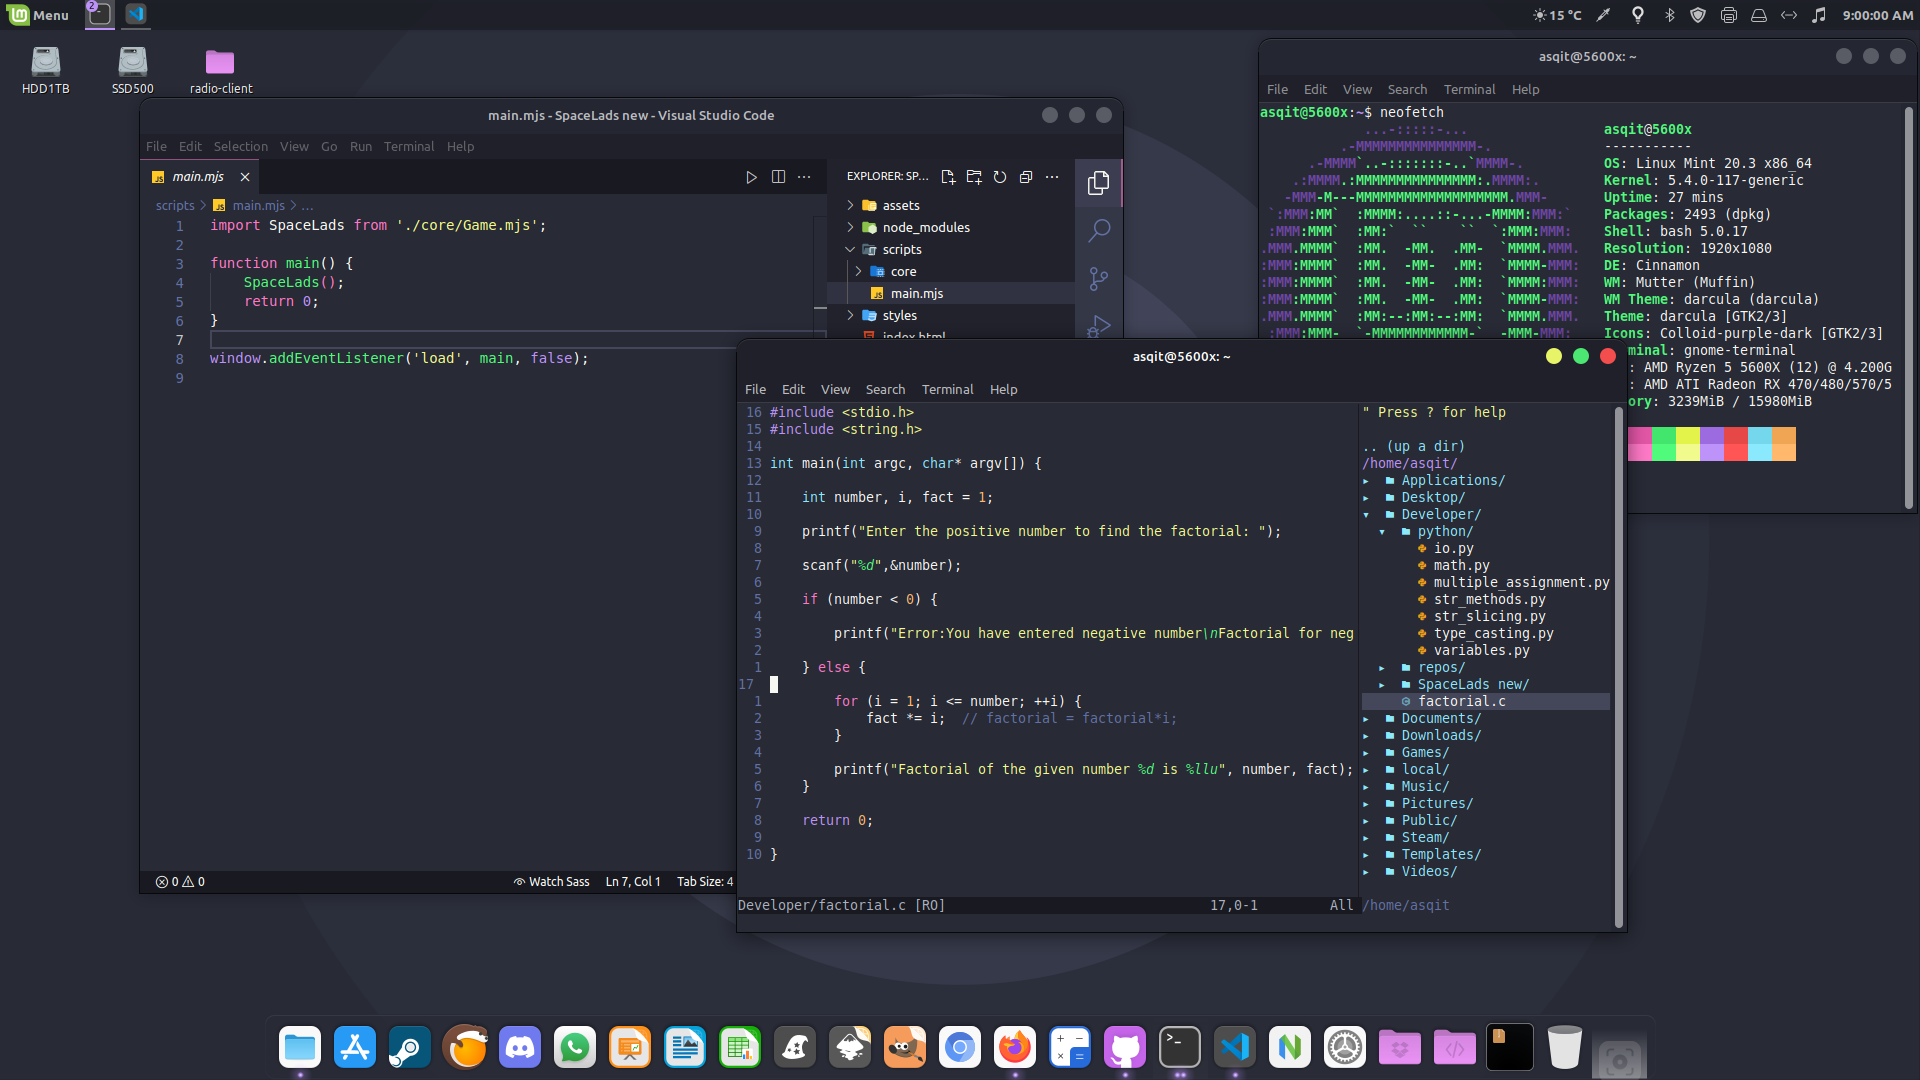 Menu
2
15 °C
9:00:00 AM
HDD1TB
SSD500
radio-client
main.mjs - SpaceLads new - Visual Studio Code
File Edit Selection View Go Run Terminal Help
JS main.mjs
scripts > JS main.mjs > ...
1 import SpaceLads from './core/Game.mjs';
2
3 function main() {
4 SpaceLads();
5 return 0;
6 }
7
8 window.addEventListener('load', main, false);
9
EXPLORER: SP...
assets
node_modules
scripts
core
JS main.mjs
styles
index.html
0 0
Watch Sass
Ln 7, Col 1
Tab Size: 4
asqit@5600x: ~
File Edit View Search Terminal Help
asqit@5600x:~$ neofetch
asqit@5600x
-----------
OS: Linux Mint 20.3 x86_64
Kernel: 5.4.0-117-generic
Uptime: 27 mins
Packages: 2493 (dpkg)
Shell: bash 5.0.17
Resolution: 1920x1080
DE: Cinnamon
WM: Mutter (Muffin)
WM Theme: darcula (darcula)
Theme: darcula [GTK2/3]
Icons: Colloid-purple-dark [GTK2/3]
minal: gnome-terminal
: AMD Ryzen 5 5600X (12) @ 4.200G
: AMD ATI Radeon RX 470/480/570/5
ory: 3239MiB / 15980MiB
asqit@5600x: ~
File Edit View Search Terminal Help
16 #include <stdio.h>
15 #include <string.h>
14
13 int main(int argc, char* argv[]) {
12
11 int number, i, fact = 1;
10
9 printf("Enter the positive number to find the factorial: ");
8
7 scanf("%d",&number);
6
5 if (number < 0) {
4
3 printf("Error:You have entered negative number\nFactorial for neg
2
1 } else {
17
1 for (i = 1; i <= number; ++i) {
2 fact *= i; // factorial = factorial*i;
3 }
4
5 printf("Factorial of the given number %d is %llu", number, fact);
6 }
7
8 return 0;
9
10 }
Developer/factorial.c [RO] 17,0-1 All
" Press ? for help
.. (up a dir)
/home/asqit/
Applications/
Desktop/
Developer/
python/
io.py
math.py
multiple_assignment.py
str_methods.py
str_slicing.py
type_casting.py
variables.py
repos/
SpaceLads new/
factorial.c
Documents/
Downloads/
Games/
local/
Music/
Pictures/
Public/
Steam/
Templates/
Videos/
/home/asqit